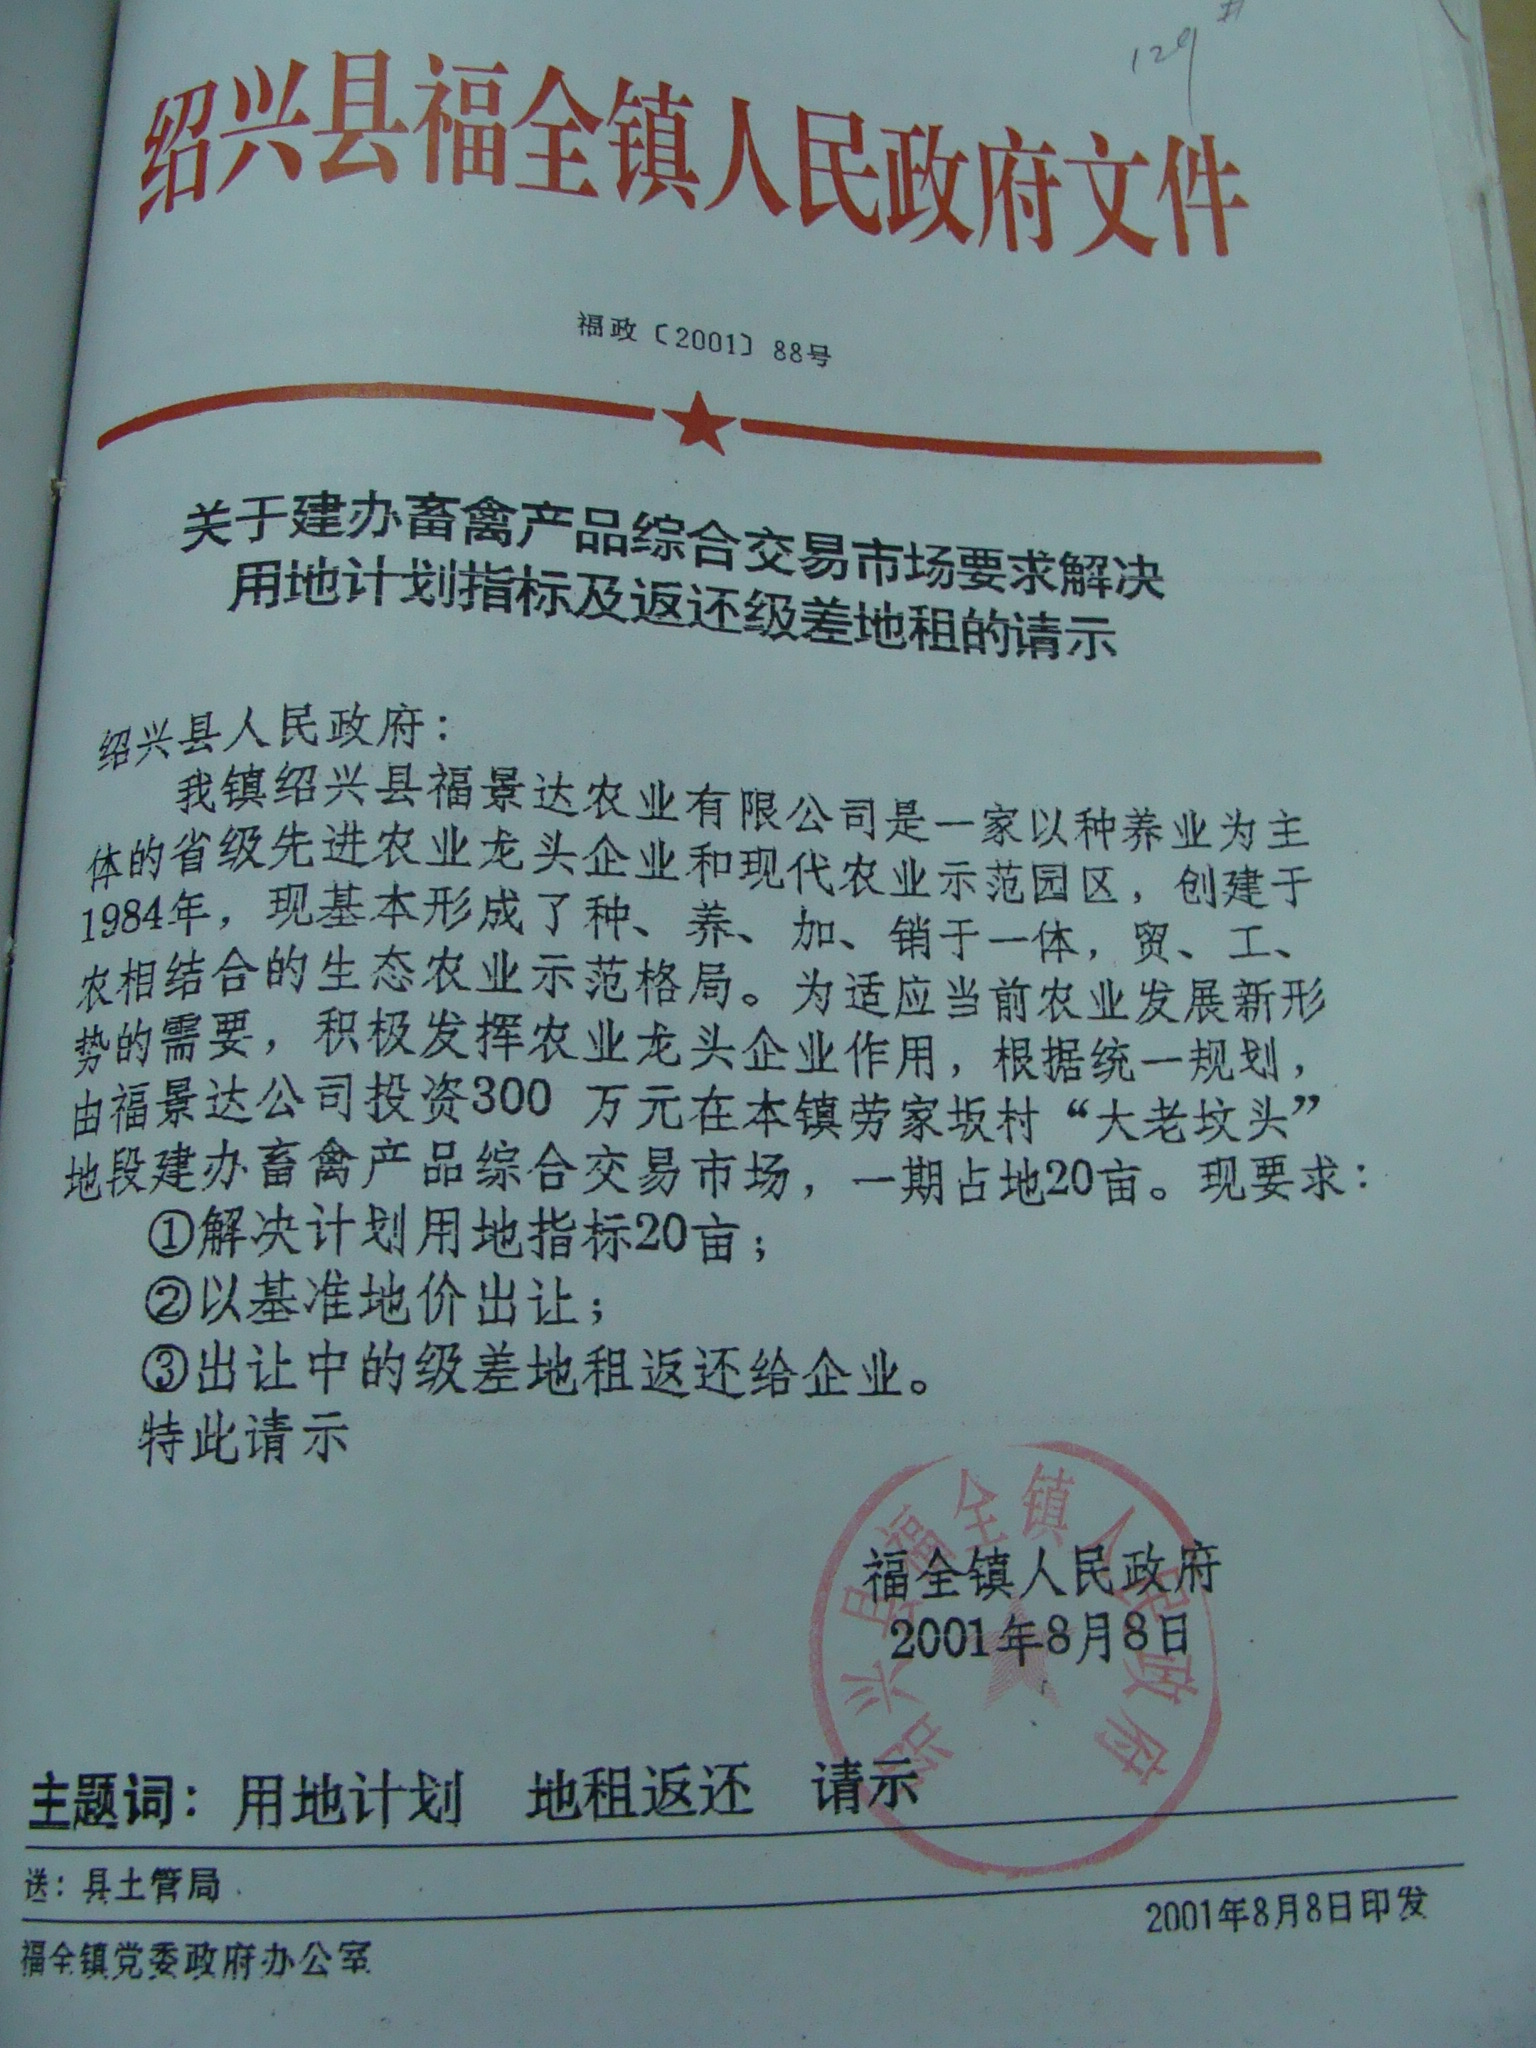 129
绍兴县福全镇人民政府文件
福政〔2001〕88号
关于建办畜禽产品综合交易市场要求解决
用地计划指标及返还级差地租的请示
绍兴县人民政府：
我镇绍兴县福景达农业有限公司是一家以种养业为主
体的省级先进农业龙头企业和现代农业示范园区，创建于
1984年，现基本形成了种、养、加、销于一体，贸、工、
农相结合的生态农业示范格局。为适应当前农业发展新形
势的需要，积极发挥农业龙头企业作用，根据统一规划，
由福景达公司投资300 万元在本镇劳家坂村“大老坟头”
地段建办畜禽产品综合交易市场，一期占地20亩。现要求：
①解决计划用地指标20亩；
②以基准地价出让；
③出让中的级差地租返还给企业。
特此请示
绍兴县福全镇人民政府
福全镇人民政府
2001年8月8日
主题词：用地计划 地租返还 请示
送：县土管局
2001年8月8日印发
福全镇党委政府办公室